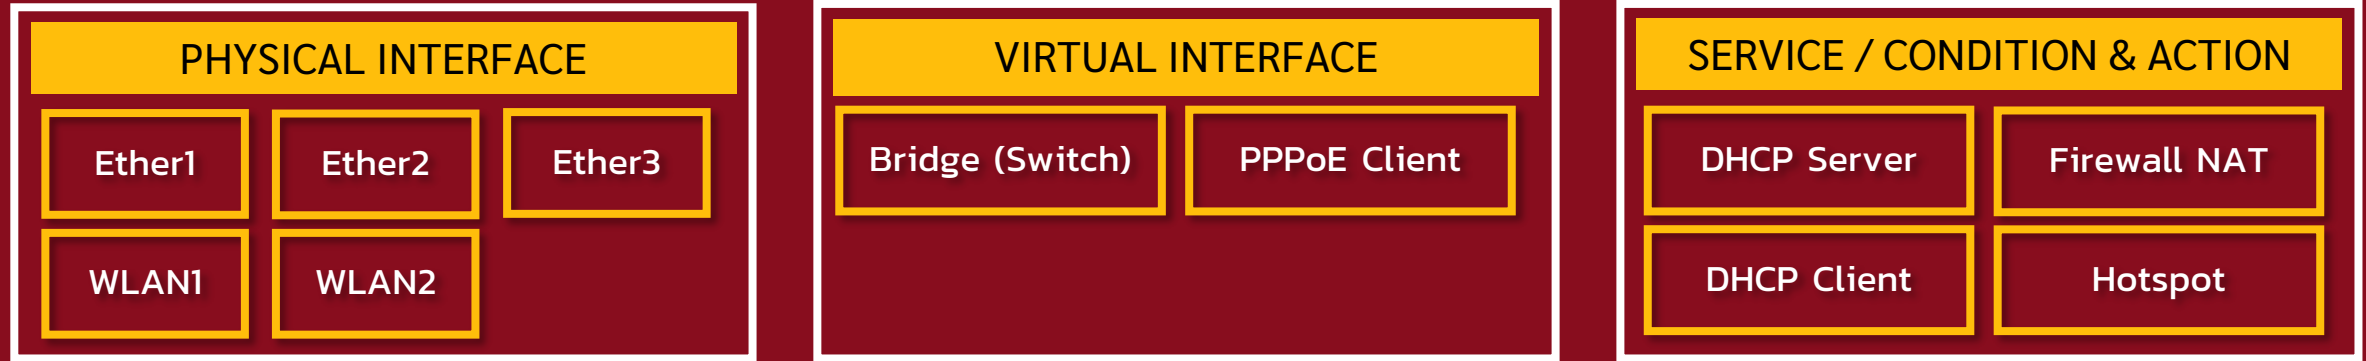 PHYSICAL INTERFACE
Ether1
Ether2
Ether3
WLAN1
WLAN2
VIRTUAL INTERFACE
Bridge (Switch)
PPPoE Client
SERVICE / CONDITION & ACTION
DHCP Server
Firewall NAT
DHCP Client
Hotspot